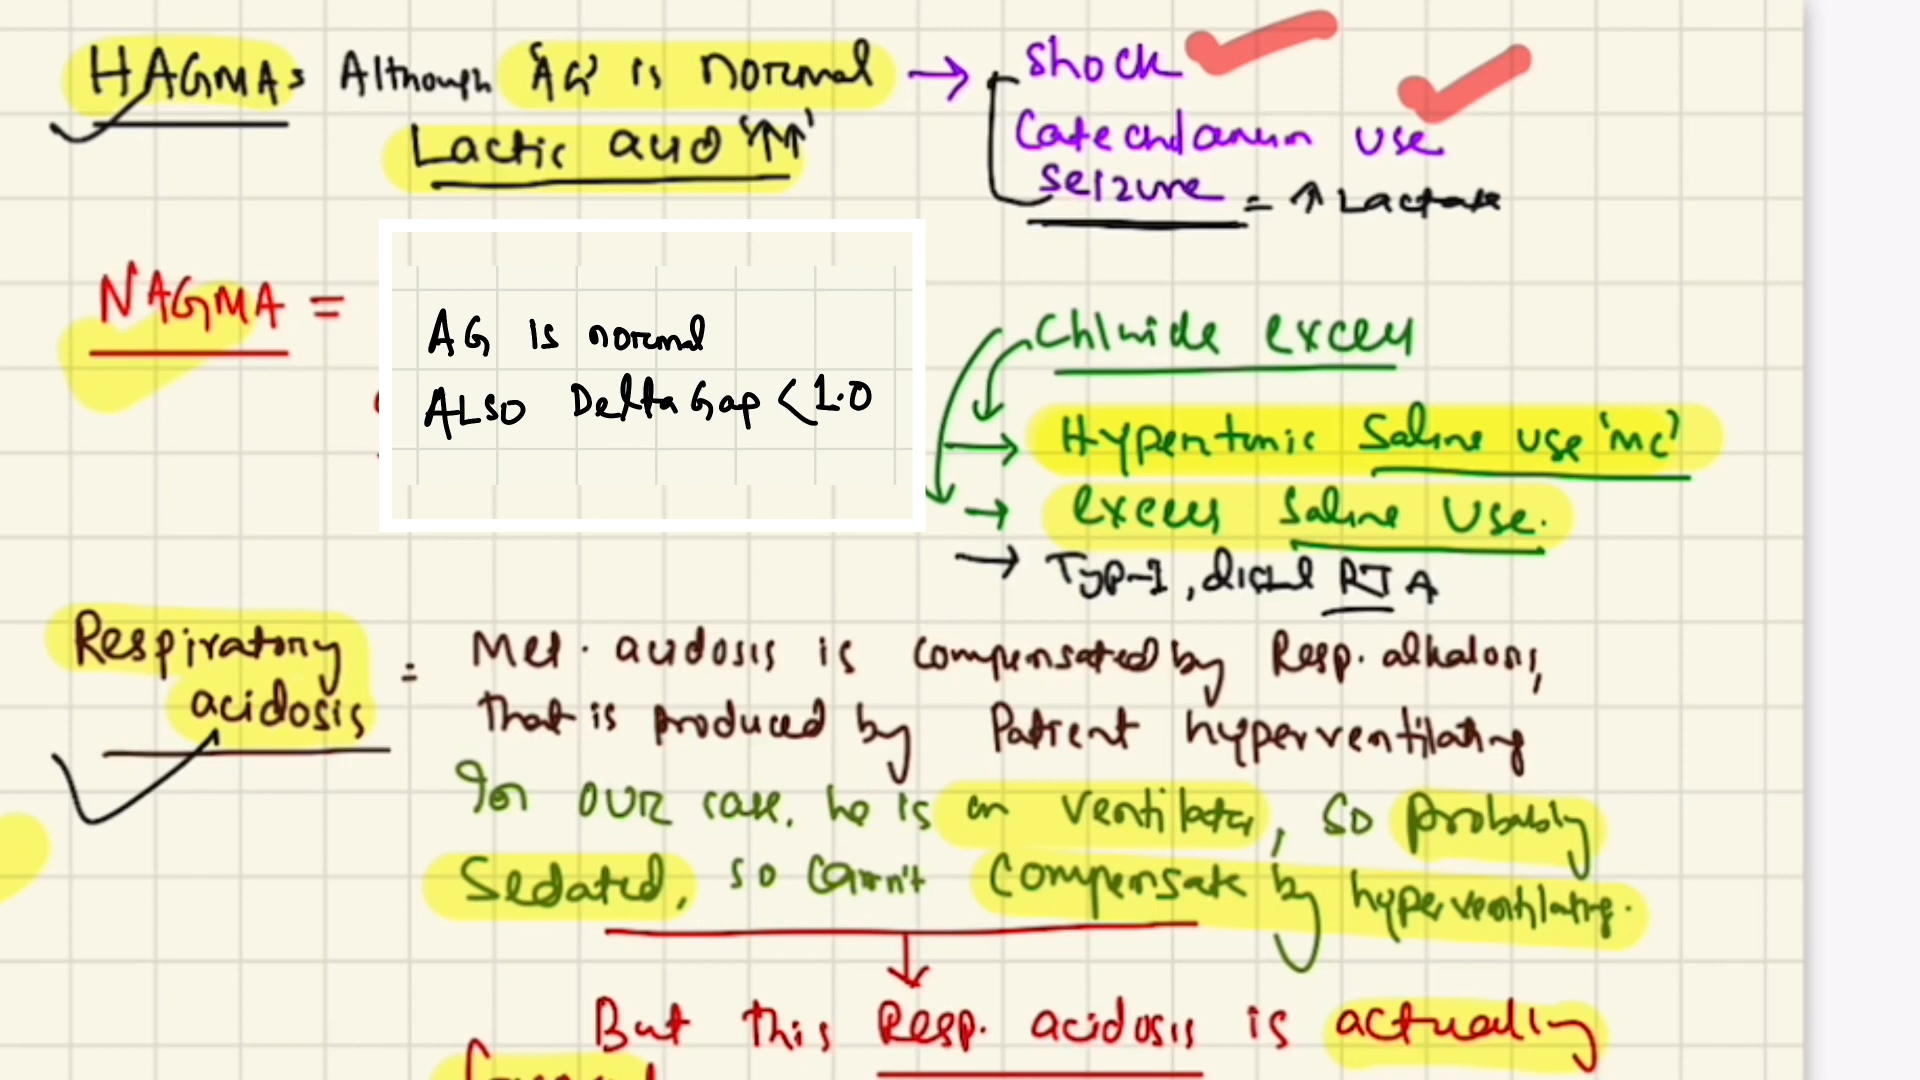 HAGMA = Although 'AG' is normal → Shock
Lactic acid '↑↑' Catecholamin use
Seizure = ↑ Lactate
NAGMA =
AG is normal
ALSO Delta Gap < 1.0
Chloride excess
→ Hypertonic Saline use 'mc'
→ excess Saline Use.
→ Typ-1, distal RTA
Respiratory acidosis = Met. acidosis is compensated by Resp. alkalosis,
that is produced by Patient hyperventilating
In our case, he is on ventilator, so probably
Sedated, so can't compensate by hyperventilating.
But this Resp. acidosis is actually